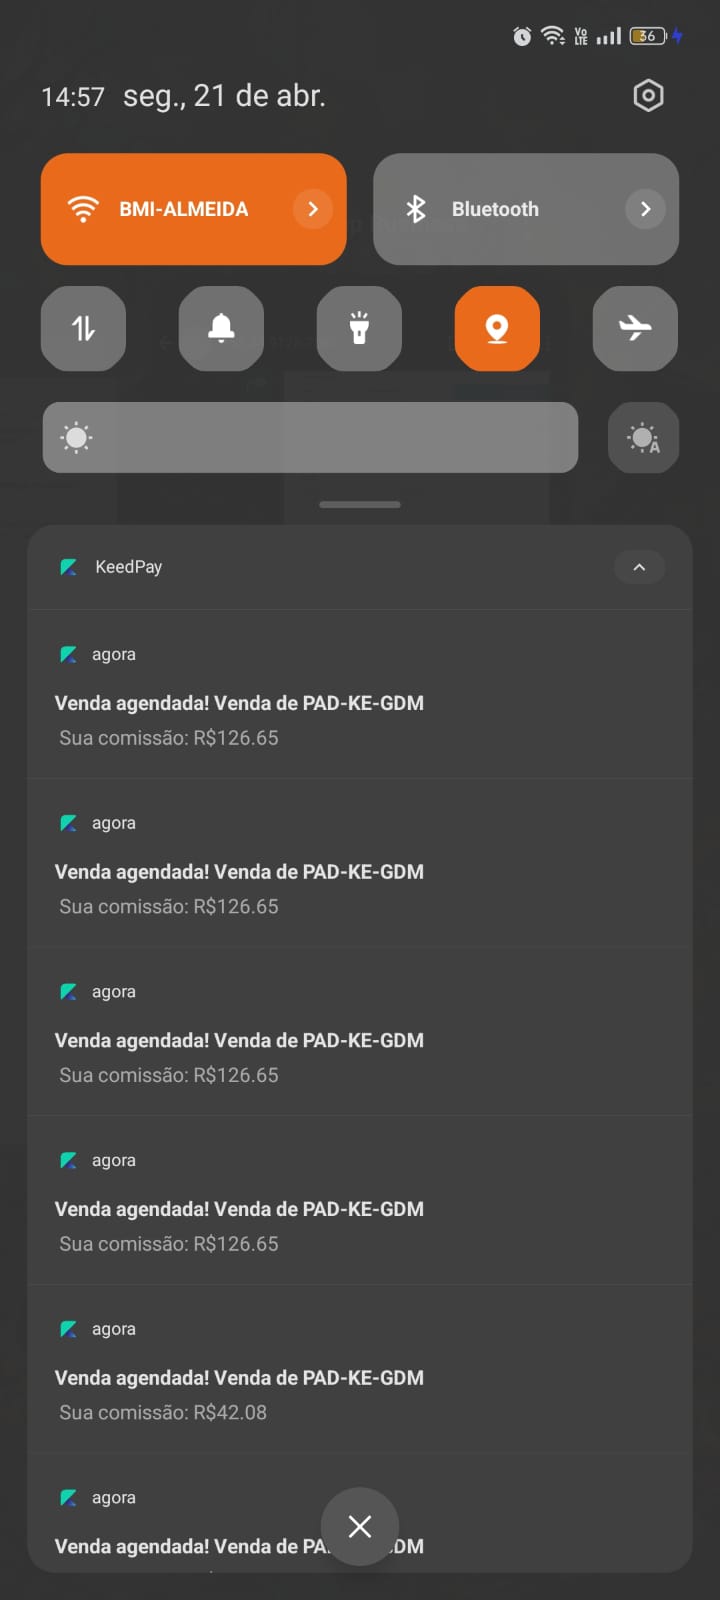 Vo
LTE
36
14:57 seg., 21 de abr.
BMI-ALMEIDA
Bluetooth
A
KeedPay
agora
Venda agendada! Venda de PAD-KE-GDM
Sua comissão: R$126.65
agora
Venda agendada! Venda de PAD-KE-GDM
Sua comissão: R$126.65
agora
Venda agendada! Venda de PAD-KE-GDM
Sua comissão: R$126.65
agora
Venda agendada! Venda de PAD-KE-GDM
Sua comissão: R$126.65
agora
Venda agendada! Venda de PAD-KE-GDM
Sua comissão: R$42.08
agora
Venda agendada! Venda de PA DM